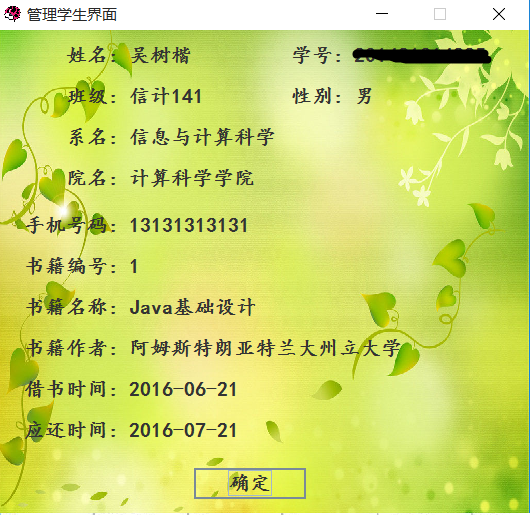 管理学生界面
姓名：吴树楷 学号：
班级：信计141 性别：男
系名：信息与计算科学
院名：计算科学学院
手机号码：13131313131
书籍编号：1
书籍名称：Java基础设计
书籍作者：阿姆斯特朗亚特兰大州立大学
借书时间：2016-06-21
应还时间：2016-07-21
确定